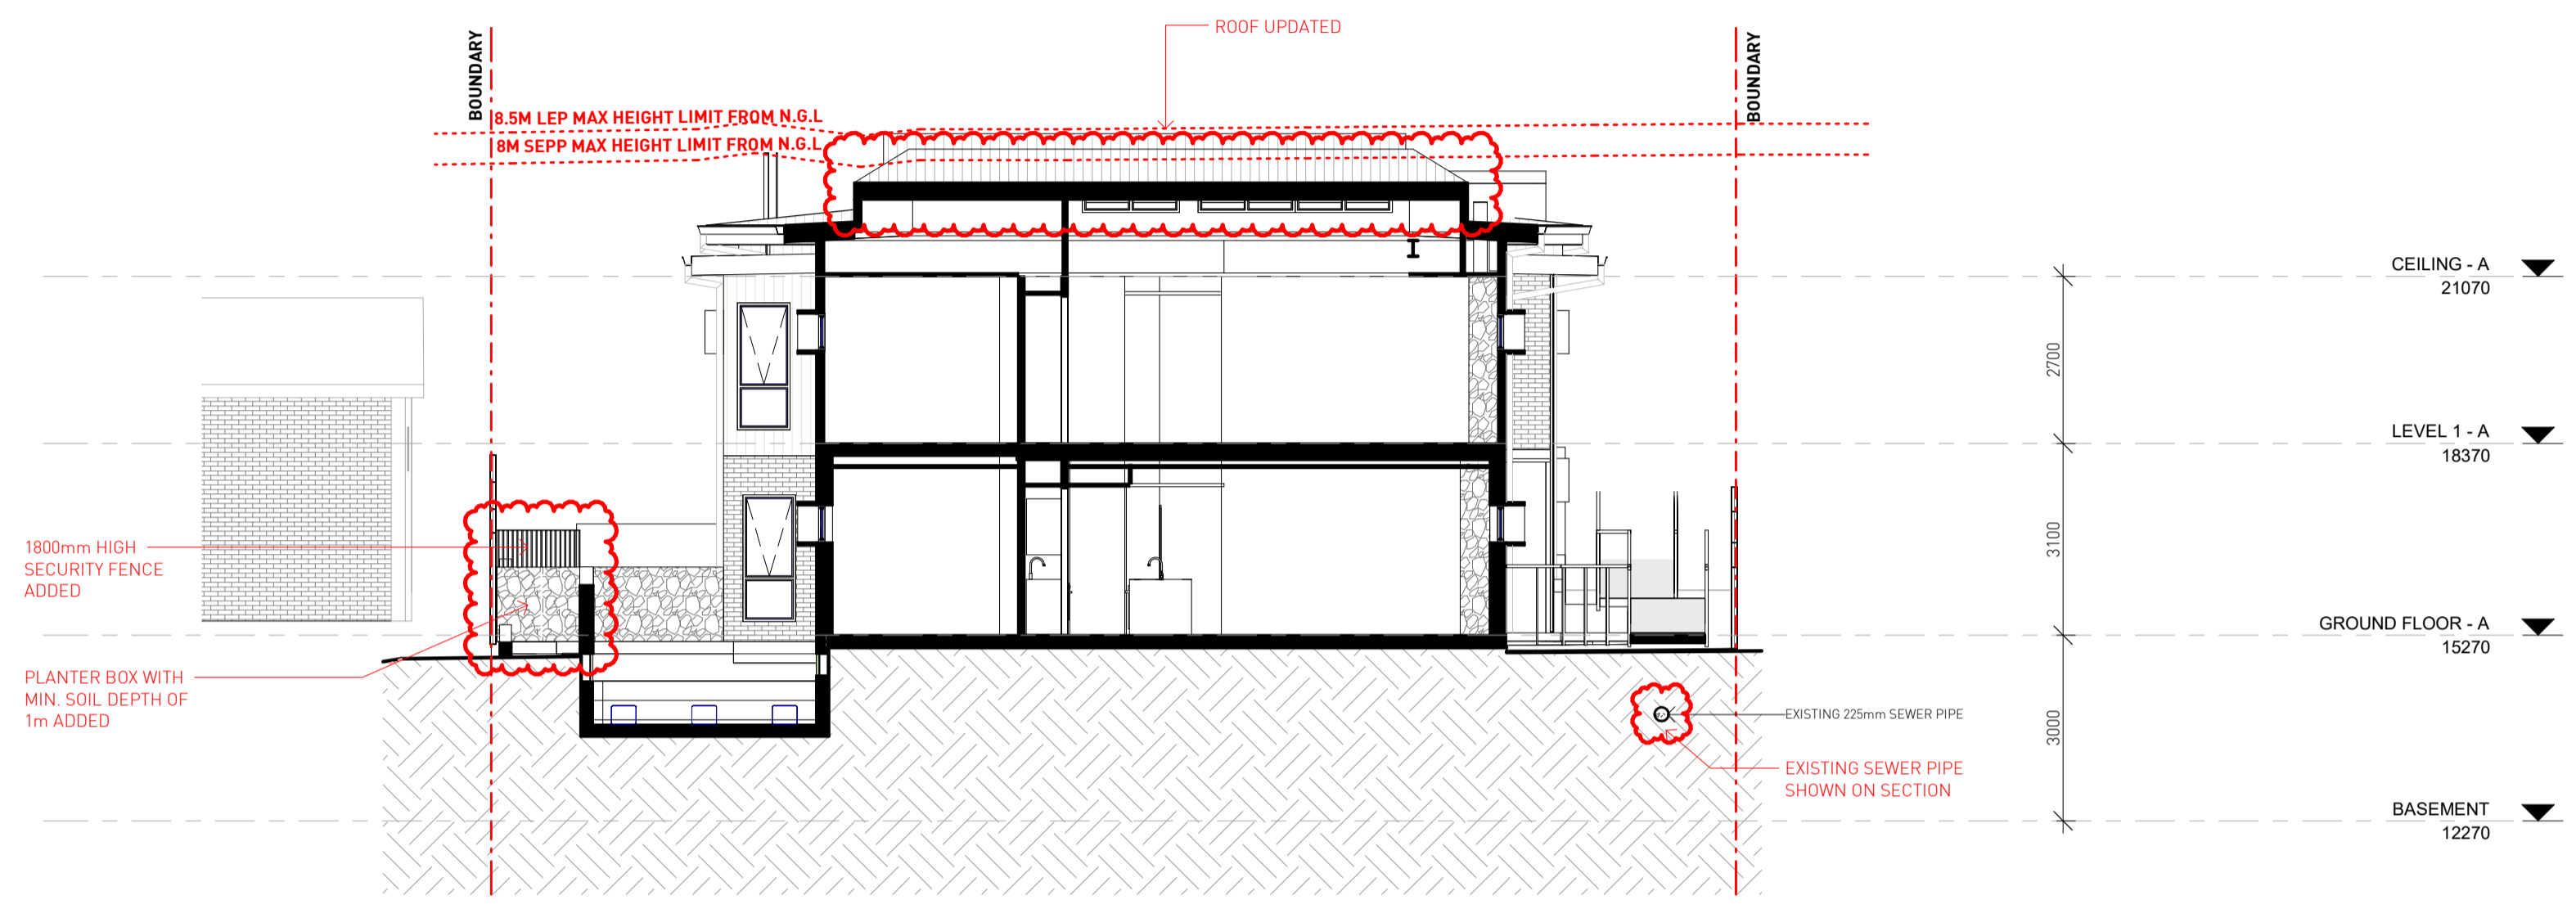 ROOF UPDATED
BOUNDARY
BOUNDARY
8.5M LEP MAX HEIGHT LIMIT FROM N.G.L
8M SEPP MAX HEIGHT LIMIT FROM N.G.L
CEILING - A
21070
2700
LEVEL 1 - A
18370
3100
1800mm HIGH
SECURITY FENCE
ADDED
GROUND FLOOR - A
15270
PLANTER BOX WITH
MIN. SOIL DEPTH OF
1m ADDED
EXISTING 225mm SEWER PIPE
3000
EXISTING SEWER PIPE
SHOWN ON SECTION
BASEMENT
12270